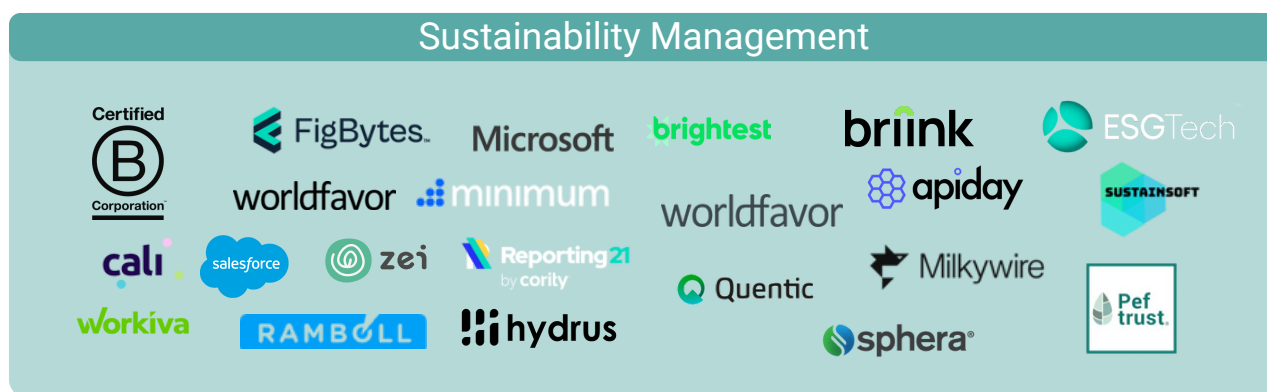 Sustainability Management
Certified
B
Corporation
FigBytes
Microsoft
brightest
briink
ESGTech
worldfavor
minimum
worldfavor
apiday
SUSTAINSOFT
cali
salesforce
zei
Reporting21
by cority
Quentic
Milkywire
Pef
trust.
workiva
RAMBOLL
hydrus
sphera®